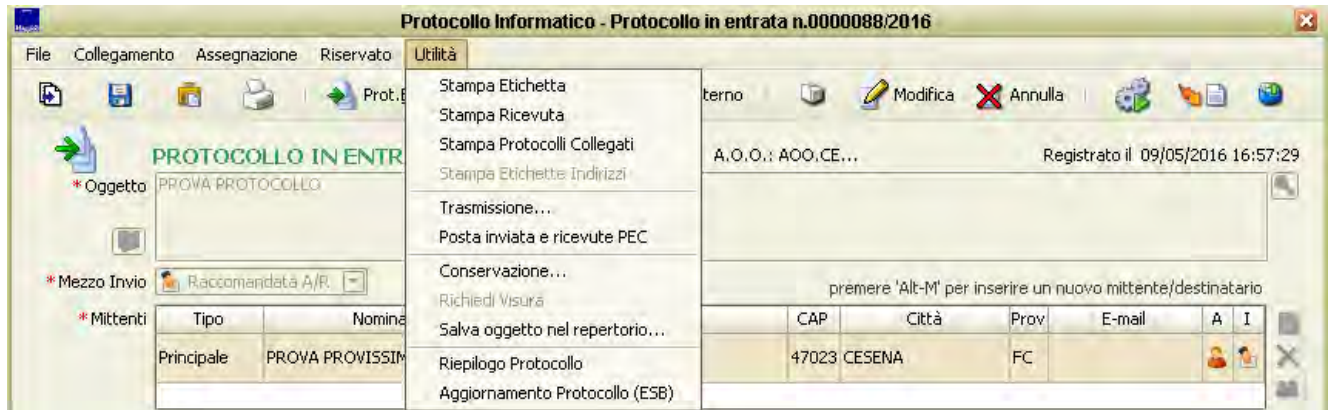 Protocollo Informatico - Protocollo in entrata n.0000088/2016
File Collegamento Assegnazione Riservato Utilità
Prot.E terno Modifica Annulla
Stampa Etichetta
Stampa Ricevuta
Stampa Protocolli Collegati
Stampa Etichette Indirizzi
Trasmissione...
Posta inviata e ricevute PEC
Conservazione...
Richiedi Visura
Salva oggetto nel repertorio...
Riepilogo Protocollo
Aggiornamento Protocollo (ESB)
PROTOCOLLO IN ENTR A.O.O.: AOO.CE... Registrato il 09/05/2016 16:57:29
*Oggetto PROVA PROTOCOLLO
*Mezzo Invio Raccomandata A/R premere 'Alt-M' per inserire un nuovo mittente/destinatario
*Mittenti Tipo Nomina CAP Città Prov E-mail A I
Principale PROVA PROVISSIM 47023 CESENA FC